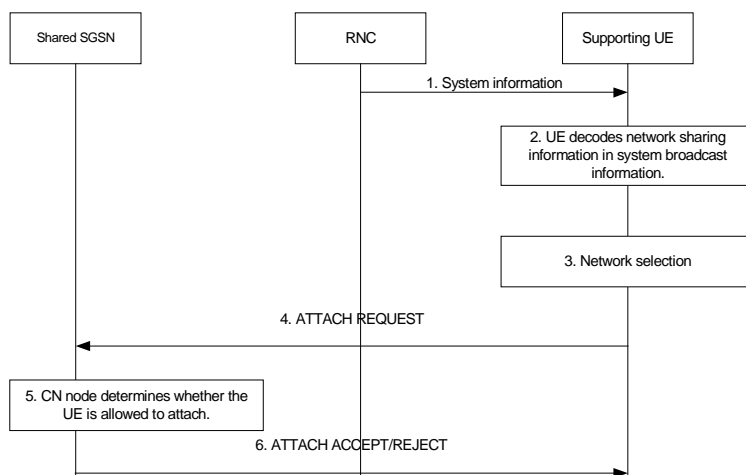 Shared SGSN
RNC
Supporting UE
1. System information
2. UE decodes network sharing
information in system broadcast
information.
3. Network selection
4. ATTACH REQUEST
5. CN node determines whether the
UE is allowed to attach.
6. ATTACH ACCEPT/REJECT